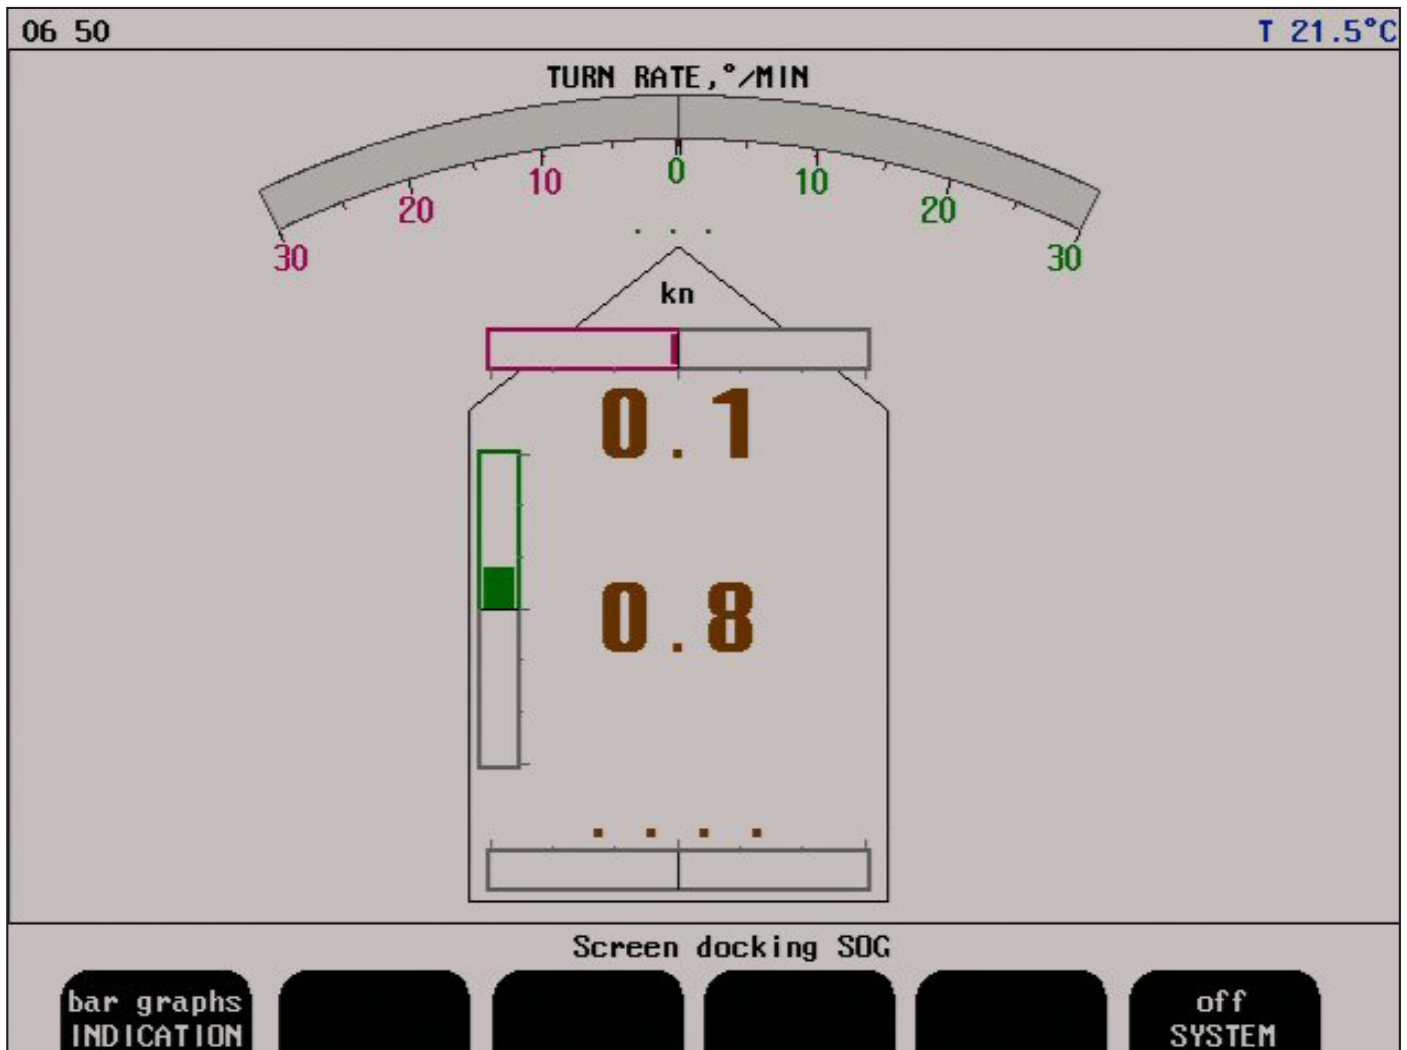 06 50 T 21.5°C
TURN RATE,°/MIN
30 20 10 0 10 20 30
. . .
kn
0.1
0.8
. . . .
Screen docking SOG
bar graphs
INDICATION
off
SYSTEM